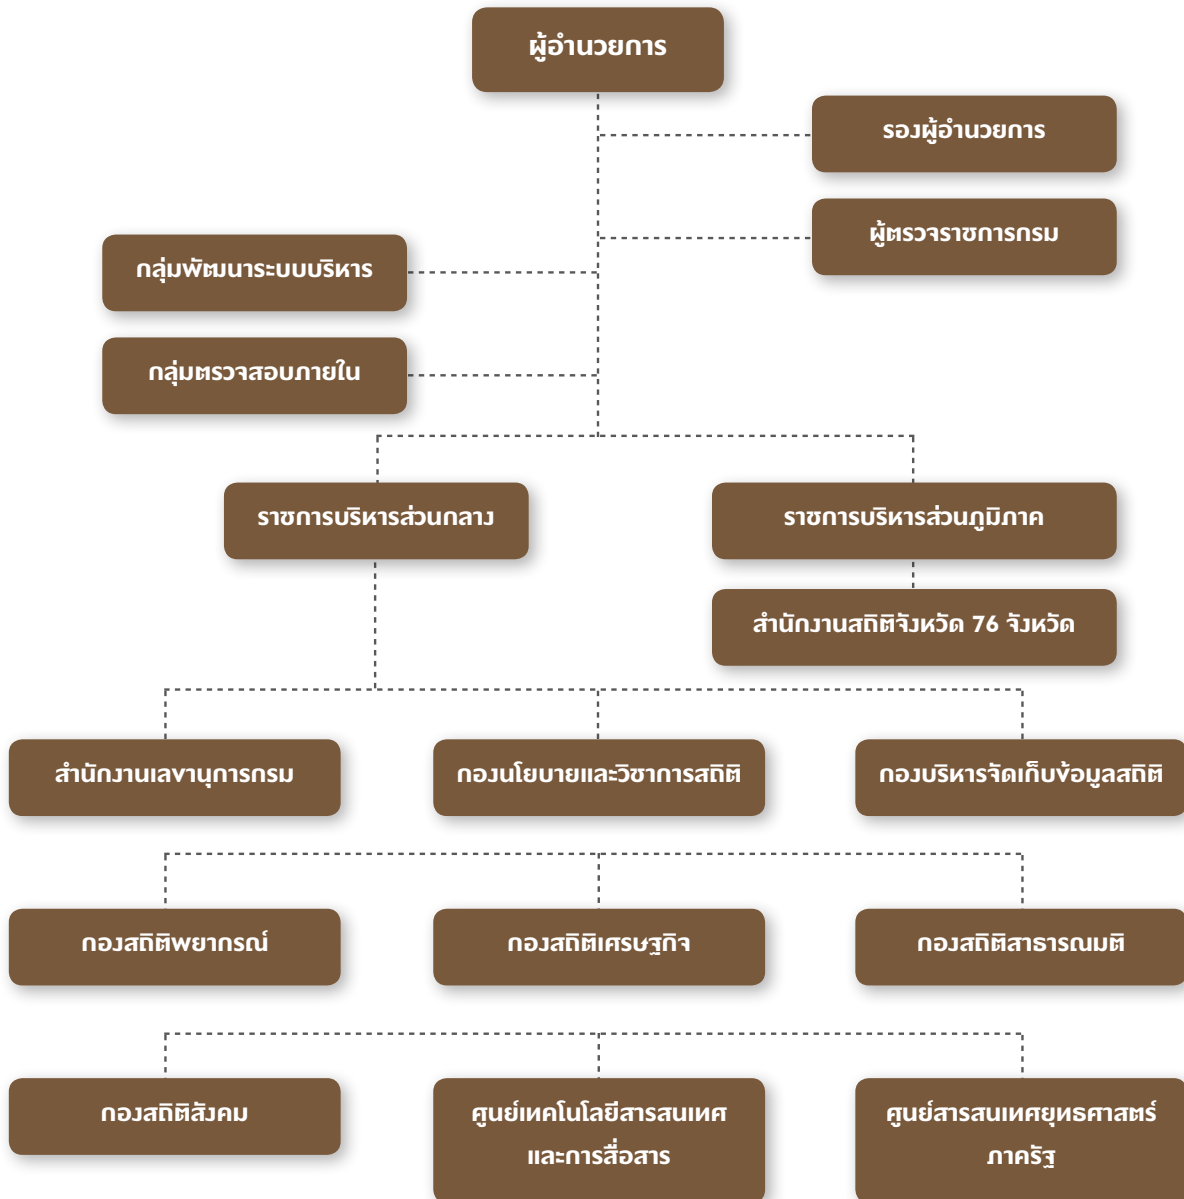 ผู้อำนวยการ
รองผู้อำนวยการ
ผู้ตรวจราชการกรม
กลุ่มพัฒนาระบบบริหาร
กลุ่มตรวจสอบภายใน
ราชการบริหารส่วนกลาง
ราชการบริหารส่วนภูมิภาค
สำนักงานสถิติจังหวัด 76 จังหวัด
สำนักงานเลขานุการกรม
กองนโยบายและวิชาการสถิติ
กองบริหารจัดเก็บข้อมูลสถิติ
กองสถิติพยากรณ์
กองสถิติเศรษฐกิจ
กองสถิติสาธารณมติ
กองสถิติสังคม
ศูนย์เทคโนโลยีสารสนเทศ
และการสื่อสาร
ศูนย์สารสนเทศยุทธศาสตร์
ภาครัฐ